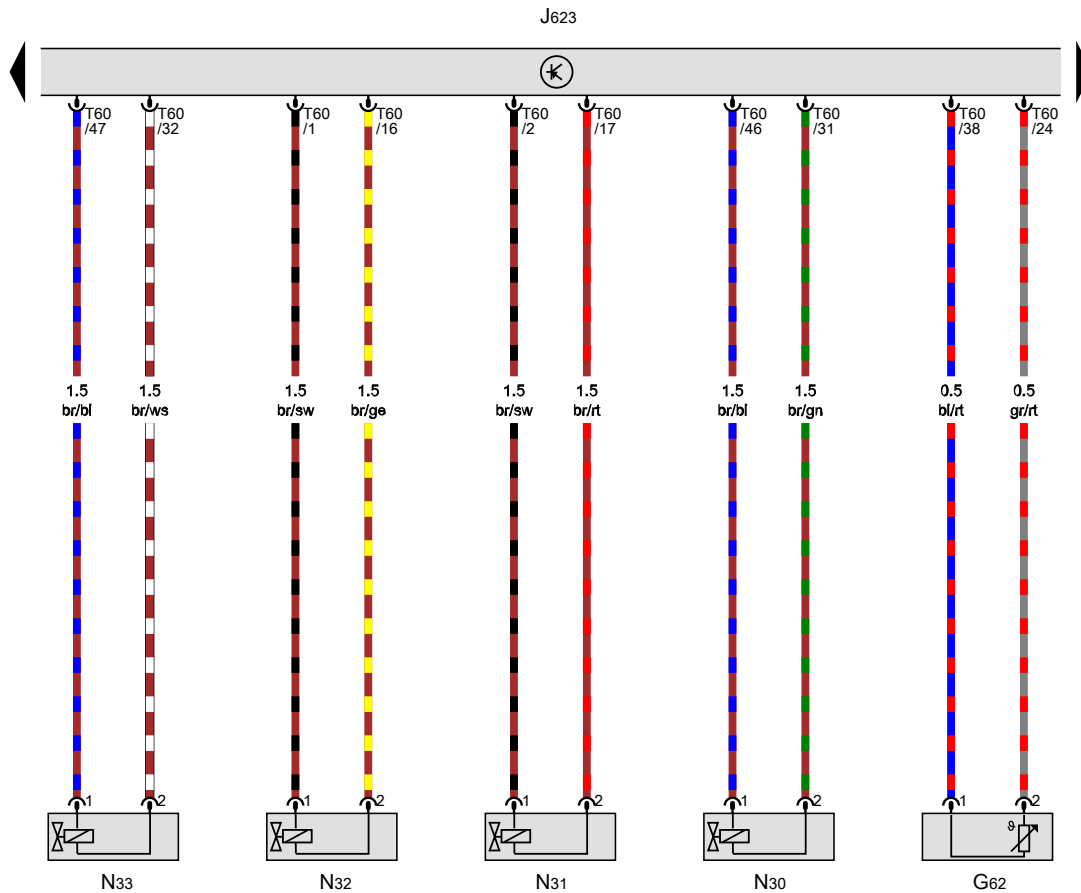 J623
T60 T60 T60 T60 T60 T60 T60 T60 T60 T60
/47 /32 /1 /16 /2 /17 /46 /31 /38 /24
1.5 1.5 1.5 1.5 1.5 1.5 1.5 1.5 0.5 0.5
br/bl br/ws br/sw br/ge br/sw br/rt br/bl br/gn bl/rt gr/rt
1 2 1 2 1 2 1 2 1 2
ϑ
N33 N32 N31 N30 G62